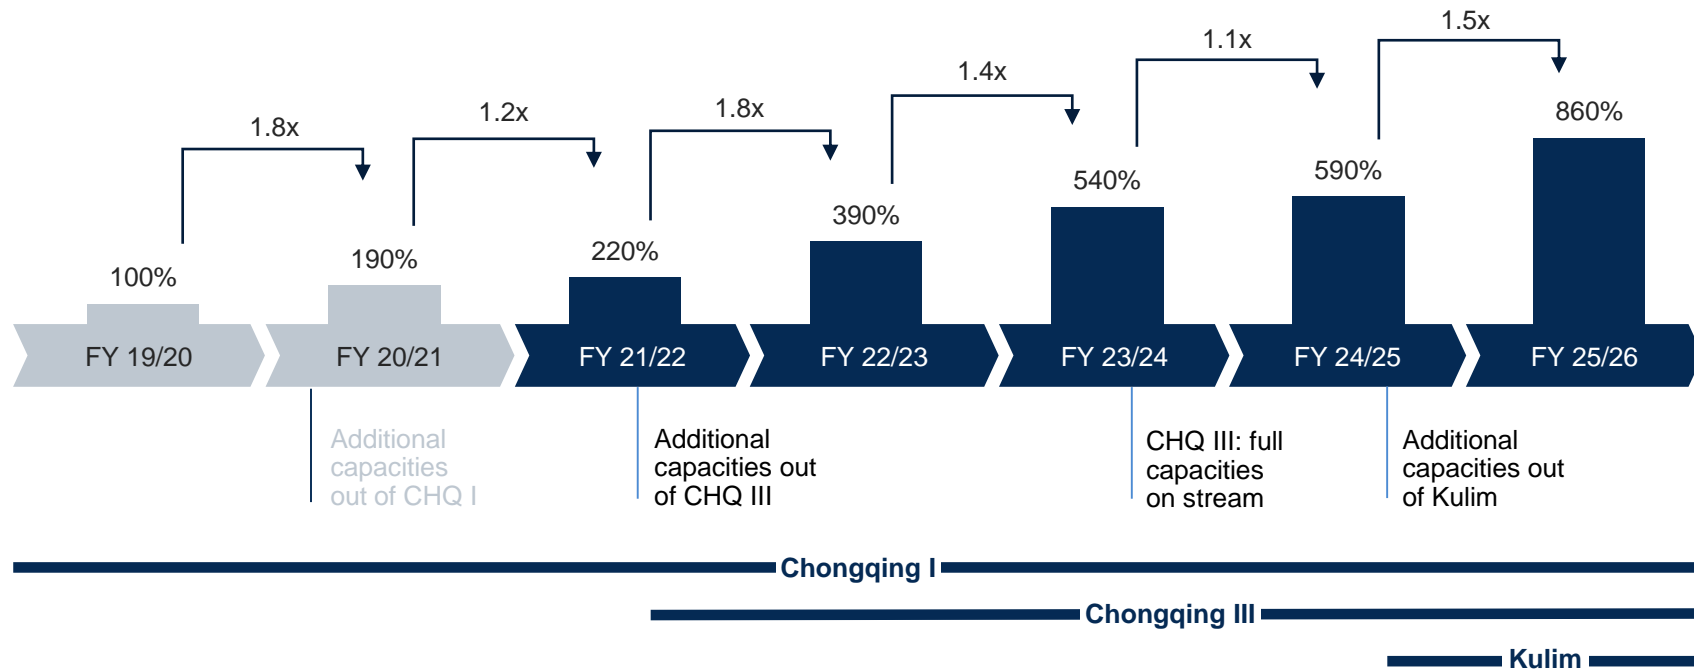 1.8x
1.2x
1.8x
1.4x
1.1x
1.5x
100%
190%
220%
390%
540%
590%
860%
FY 19/20
FY 20/21
FY 21/22
FY 22/23
FY 23/24
FY 24/25
FY 25/26
Additional
capacities
out of CHQ I
Additional
capacities out
of CHQ III
CHQ III: full
capacities
on stream
Additional
capacities out
of Kulim
Chongqing I
Chongqing III
Kulim